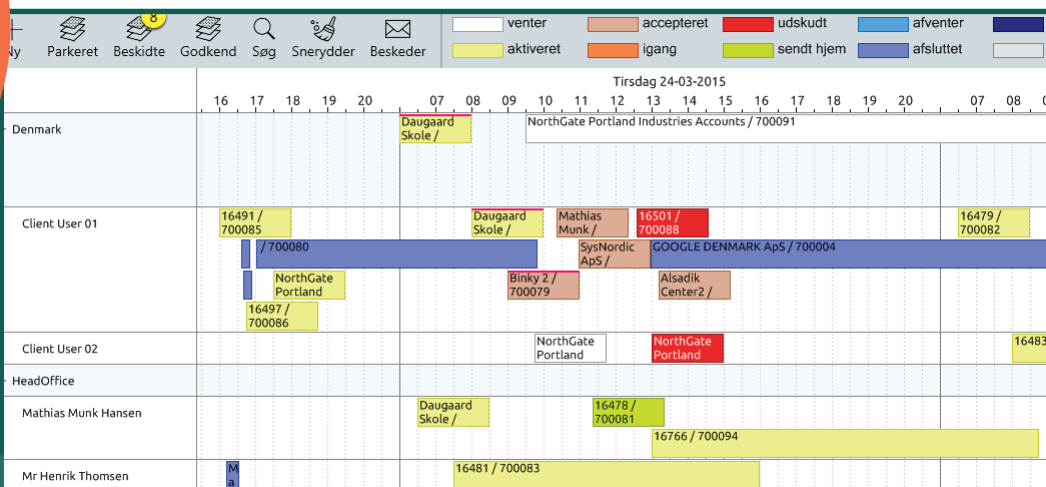 8
Parkeret Beskidte Godkend Søg Snerydder Beskeder
venter accepteret udskudt afventer
aktiveret igang sendt hjem afsluttet
Tirsdag 24-03-2015
16 17 18 19 20 07 08 09 10 11 12 13 14 15 16 17 18 19 20 07 08
Denmark
Daugaard
Skole /
NorthGate Portland Industries Accounts / 700091
Client User 01
16491 /
700085
Daugaard
Skole /
Mathias
Munk /
16501 /
700088
16479 /
700082
/ 700080
SysNordic
ApS /
GOOGLE DENMARK ApS / 700004
NorthGate
Portland
Binky 2 /
700079
Alsadik
Center2 /
16497 /
700086
Client User 02
NorthGate
Portland
NorthGate
Portland
16483
HeadOffice
Mathias Munk Hansen
Daugaard
Skole /
16478 /
700081
16766 / 700094
Mr Henrik Thomsen
M
a
16481 / 700083